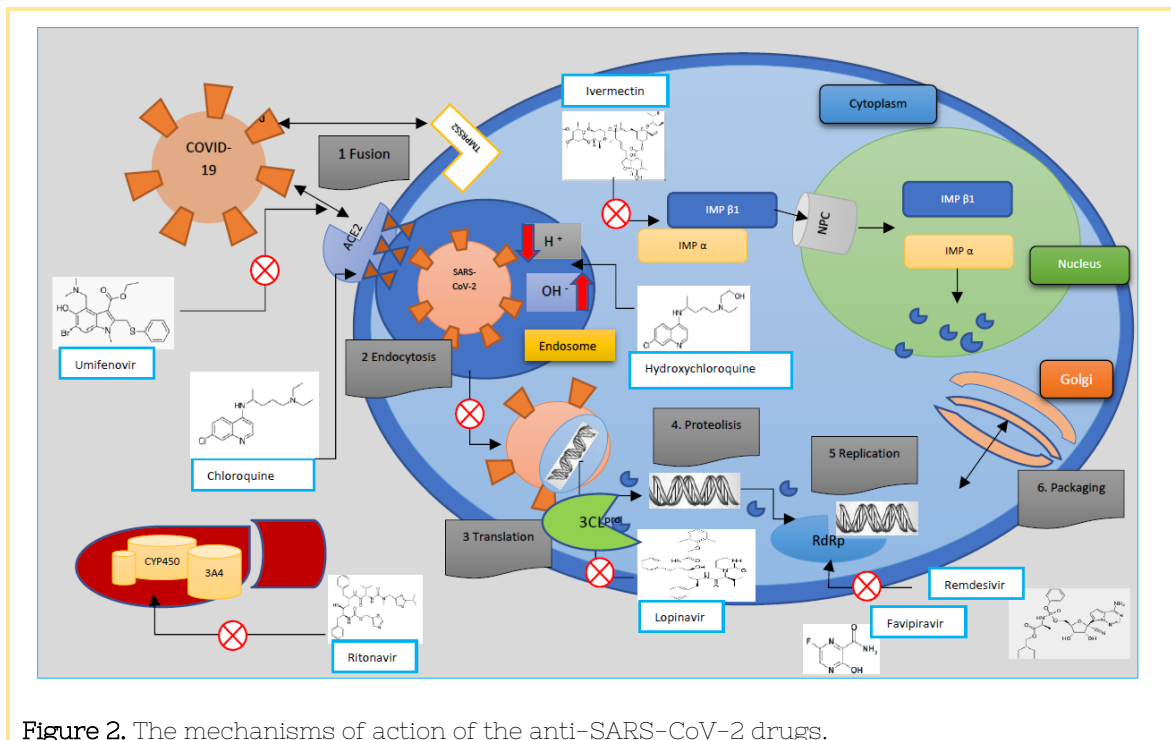 Ivermectin
Cytoplasm
COVID-
19
TMPRSS2
1 Fusion
ACE2
IMP β1
IMP α
NPC
IMP β1
IMP α
Nucleus
H +
OH -
SARS-
CoV-2
Endosome
Umifenovir
2 Endocytosis
Hydroxychloroquine
Chloroquine
Golgi
4. Proteolisis
5 Replication
6. Packaging
3CLpro
3 Translation
RdRp
CYP450
3A4
Ritonavir
Lopinavir
Remdesivir
Favipiravir
Figure 2. The mechanisms of action of the anti-SARS-CoV-2 drugs.